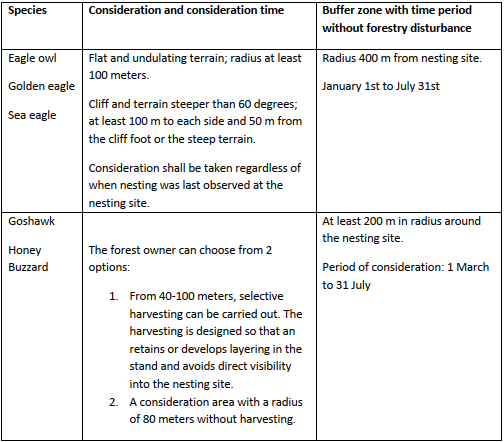 Species
Consideration and consideration time
Buffer zone with time period
without forestry disturbance
Eagle owl
Golden eagle
Sea eagle
Flat and undulating terrain; radius at least
100 meters.
Cliff and terrain steeper than 60 degrees;
at least 100 m to each side and 50 m from
the cliff foot or the steep terrain.
Consideration shall be taken regardless of
when nesting was last observed at the
nesting site.
Radius 400 m from nesting site.
January 1st to July 31st
Goshawk
Honey
Buzzard
The forest owner can choose from 2
options:
1. From 40-100 meters, selective
harvesting can be carried out. The
harvesting is designed so that an
retains or develops layering in the
stand and avoids direct visibility
into the nesting site.
2. A consideration area with a radius
of 80 meters without harvesting.
At least 200 m in radius around
the nesting site.
Period of consideration: 1 March
to 31 July